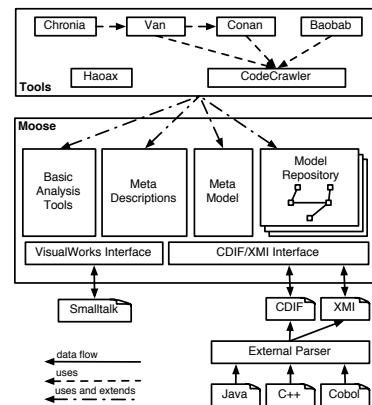 Chronia Van Conan Baobab
Haoax CodeCrawler
Tools
Moose
Basic
Analysis
Tools
Meta
Descriptions
Meta
Model
Model
Repository
VisualWorks Interface CDIF/XMI Interface
Smalltalk CDIF XMI
External Parser
Java C++ Cobol
data flow
uses
uses and extends